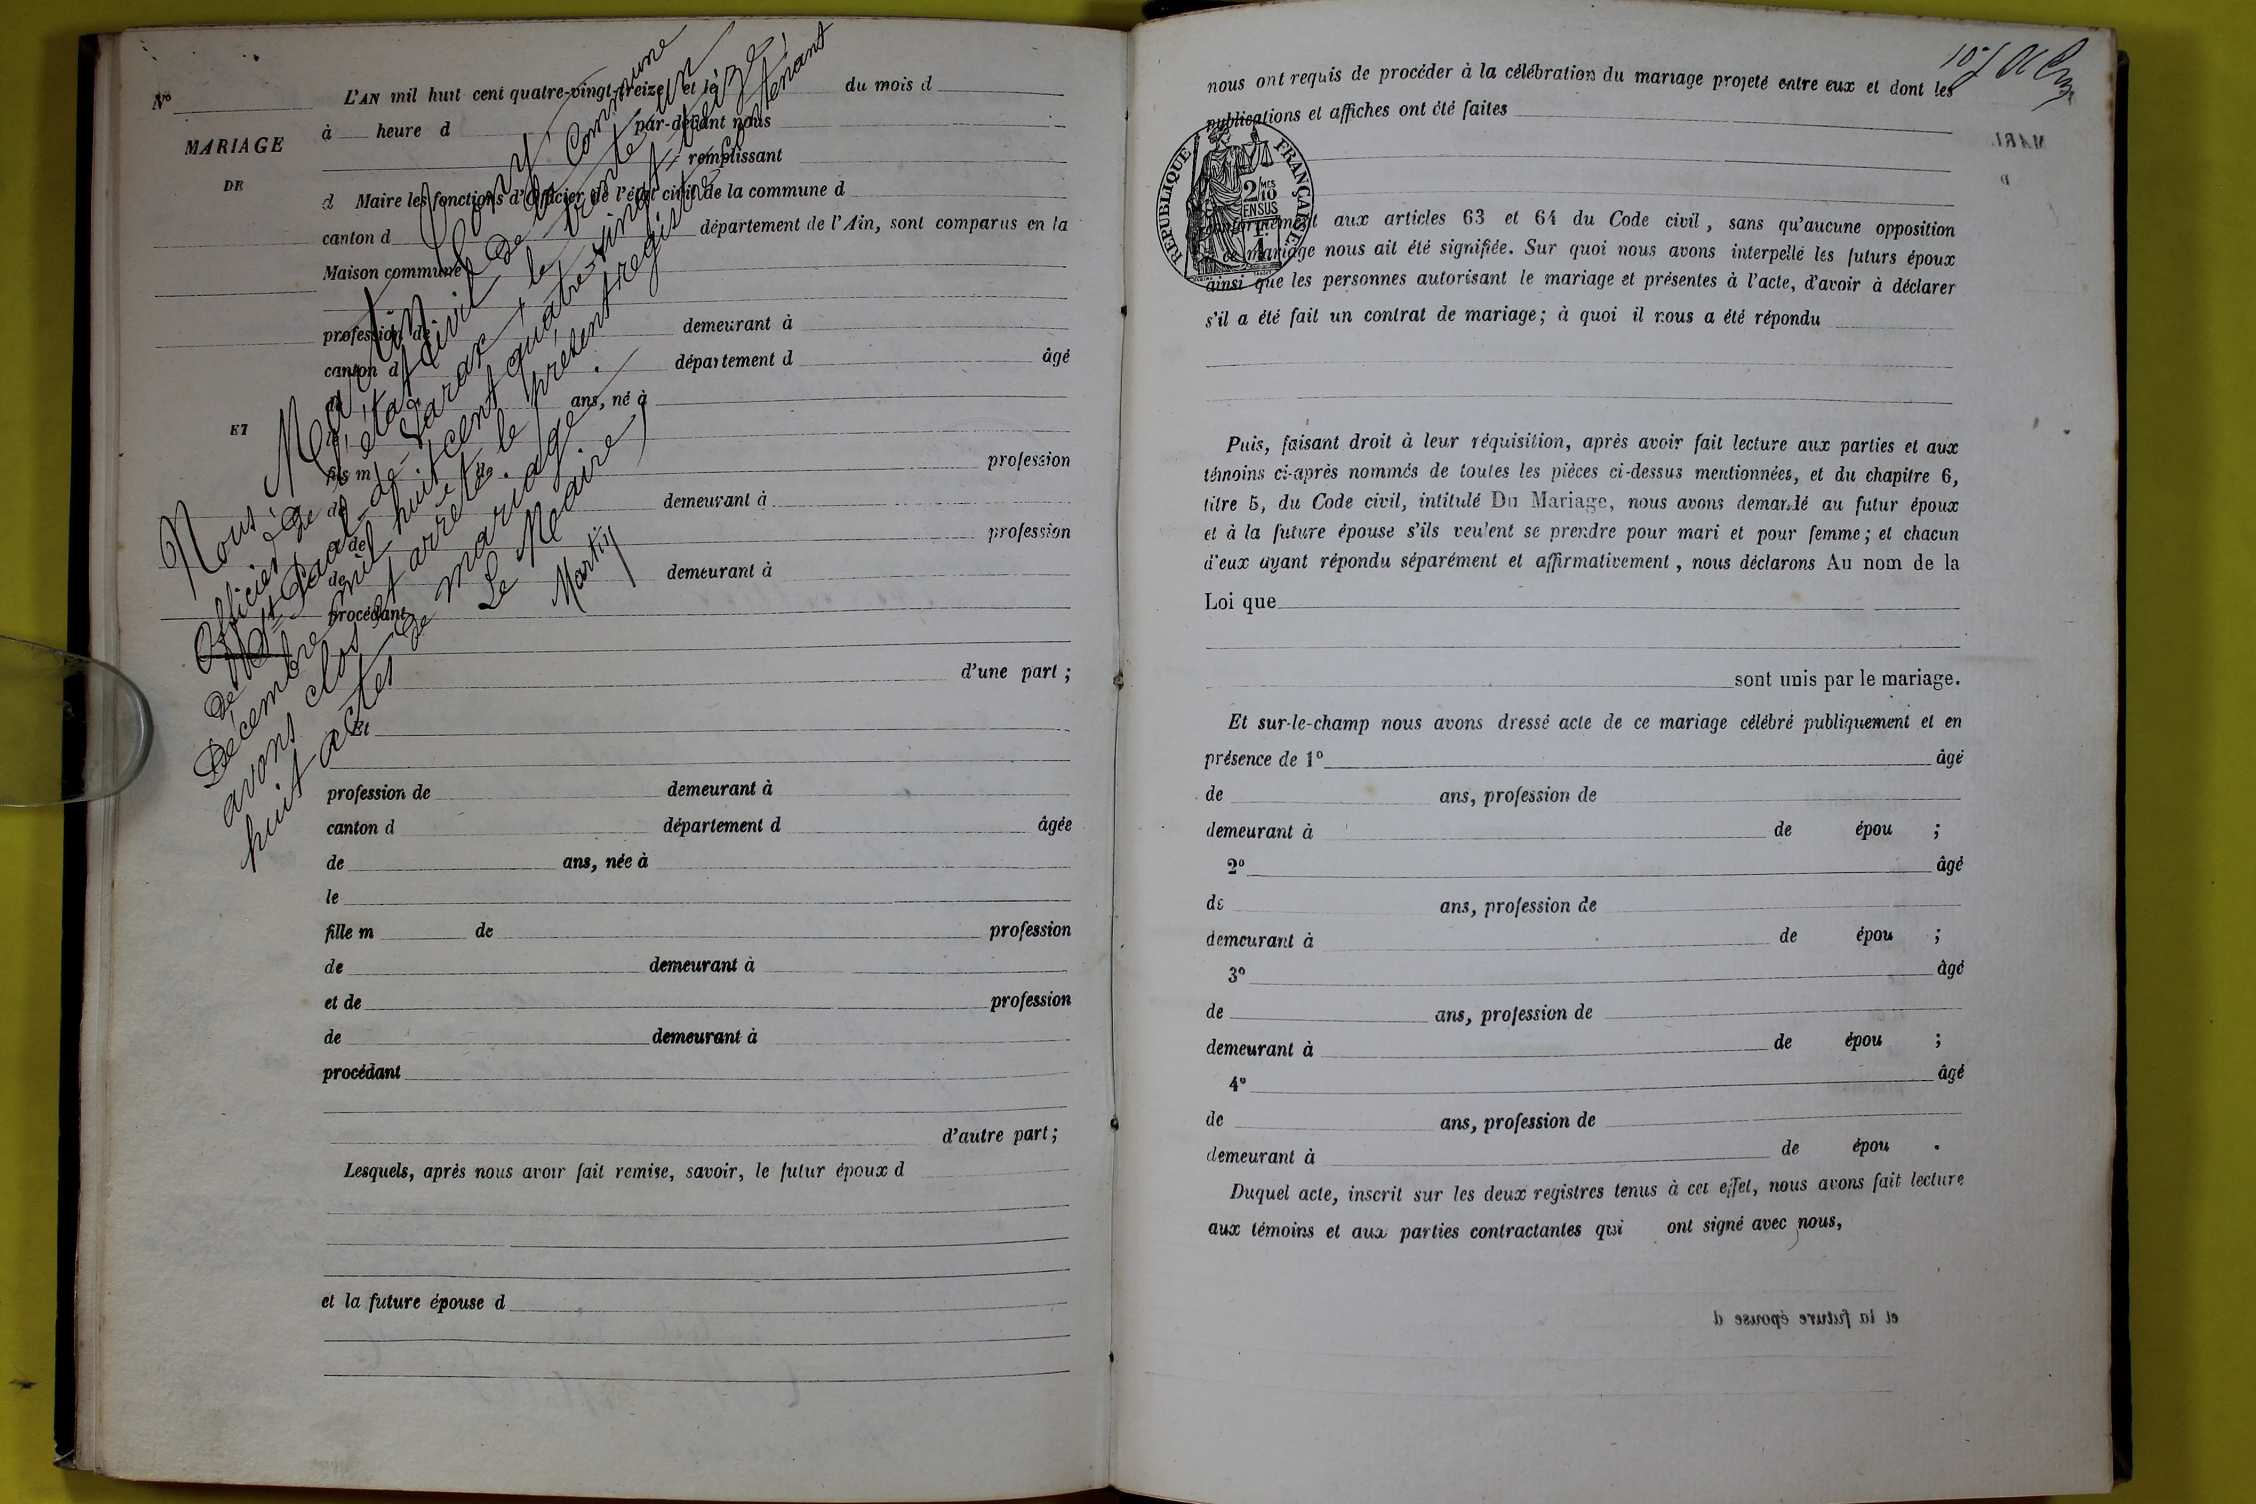 N°
MARIAGE
DE
ET
L'AN mil huit cent quatre-vingt-treize et le du mois d
à heure d par-devant nous
remplissant
d Maire les fonctions d'Officier de l'état civil de la commune d
canton d département de l'Ain, sont comparus en la
Maison commune
profession de demeurant à
canton d département d âgé
de ans, né à
le
fils m de profession
de demeurant à
et de profession
de demeurant à
procédant
d'une part ;
Et
profession de demeurant à
canton d département d âgée
de ans, née à
le
fille m de profession
de demeurant à
et de profession
de demeurant à
procédant
d'autre part ;
Lesquels, après nous avoir fait remise, savoir, le futur époux d
et la future épouse d
Nous Martin Cony
Officier de l'état civil de la commune
de St Paul-de-Varax, le trente-un
Décembre mil huit cent quatre-vingt-treize,
avons clos et arrêté le présent registre contenant
huit actes de mariage.
Le Maire,
Martin
nous ont requis de procéder à la célébration du mariage projeté entre eux et dont les
publications et affiches ont été faites
RÉPUBLIQUE FRANÇAISE
2/10 MES
EN SUS
conformément aux articles 63 et 64 du Code civil, sans qu'aucune opposition
à ce mariage nous ait été signifiée. Sur quoi nous avons interpellé les futurs époux
ainsi que les personnes autorisant le mariage et présentes à l'acte, d'avoir à déclarer
s'il a été fait un contrat de mariage ; à quoi il nous a été répondu
Puis, faisant droit à leur réquisition, après avoir fait lecture aux parties et aux
témoins ci-après nommés de toutes les pièces ci-dessus mentionnées, et du chapitre 6,
titre 5, du Code civil, intitulé Du Mariage, nous avons demandé au futur époux
et à la future épouse s'ils veulent se prendre pour mari et pour femme ; et chacun
d'eux ayant répondu séparément et affirmativement, nous déclarons Au nom de la
Loi que
sont unis par le mariage.
Et sur-le-champ nous avons dressé acte de ce mariage célébré publiquement et en
présence de 1° âgé
de ans, profession de
demeurant à de épou ;
2° âgé
de ans, profession de
demeurant à de épou ;
3° âgé
de ans, profession de
demeurant à de épou ;
4° âgé
de ans, profession de
demeurant à de épou .
Duquel acte, inscrit sur les deux registres tenus à cet effet, nous avons fait lecture
aux témoins et aux parties contractantes qui ont signé avec nous,
et la future épouse d